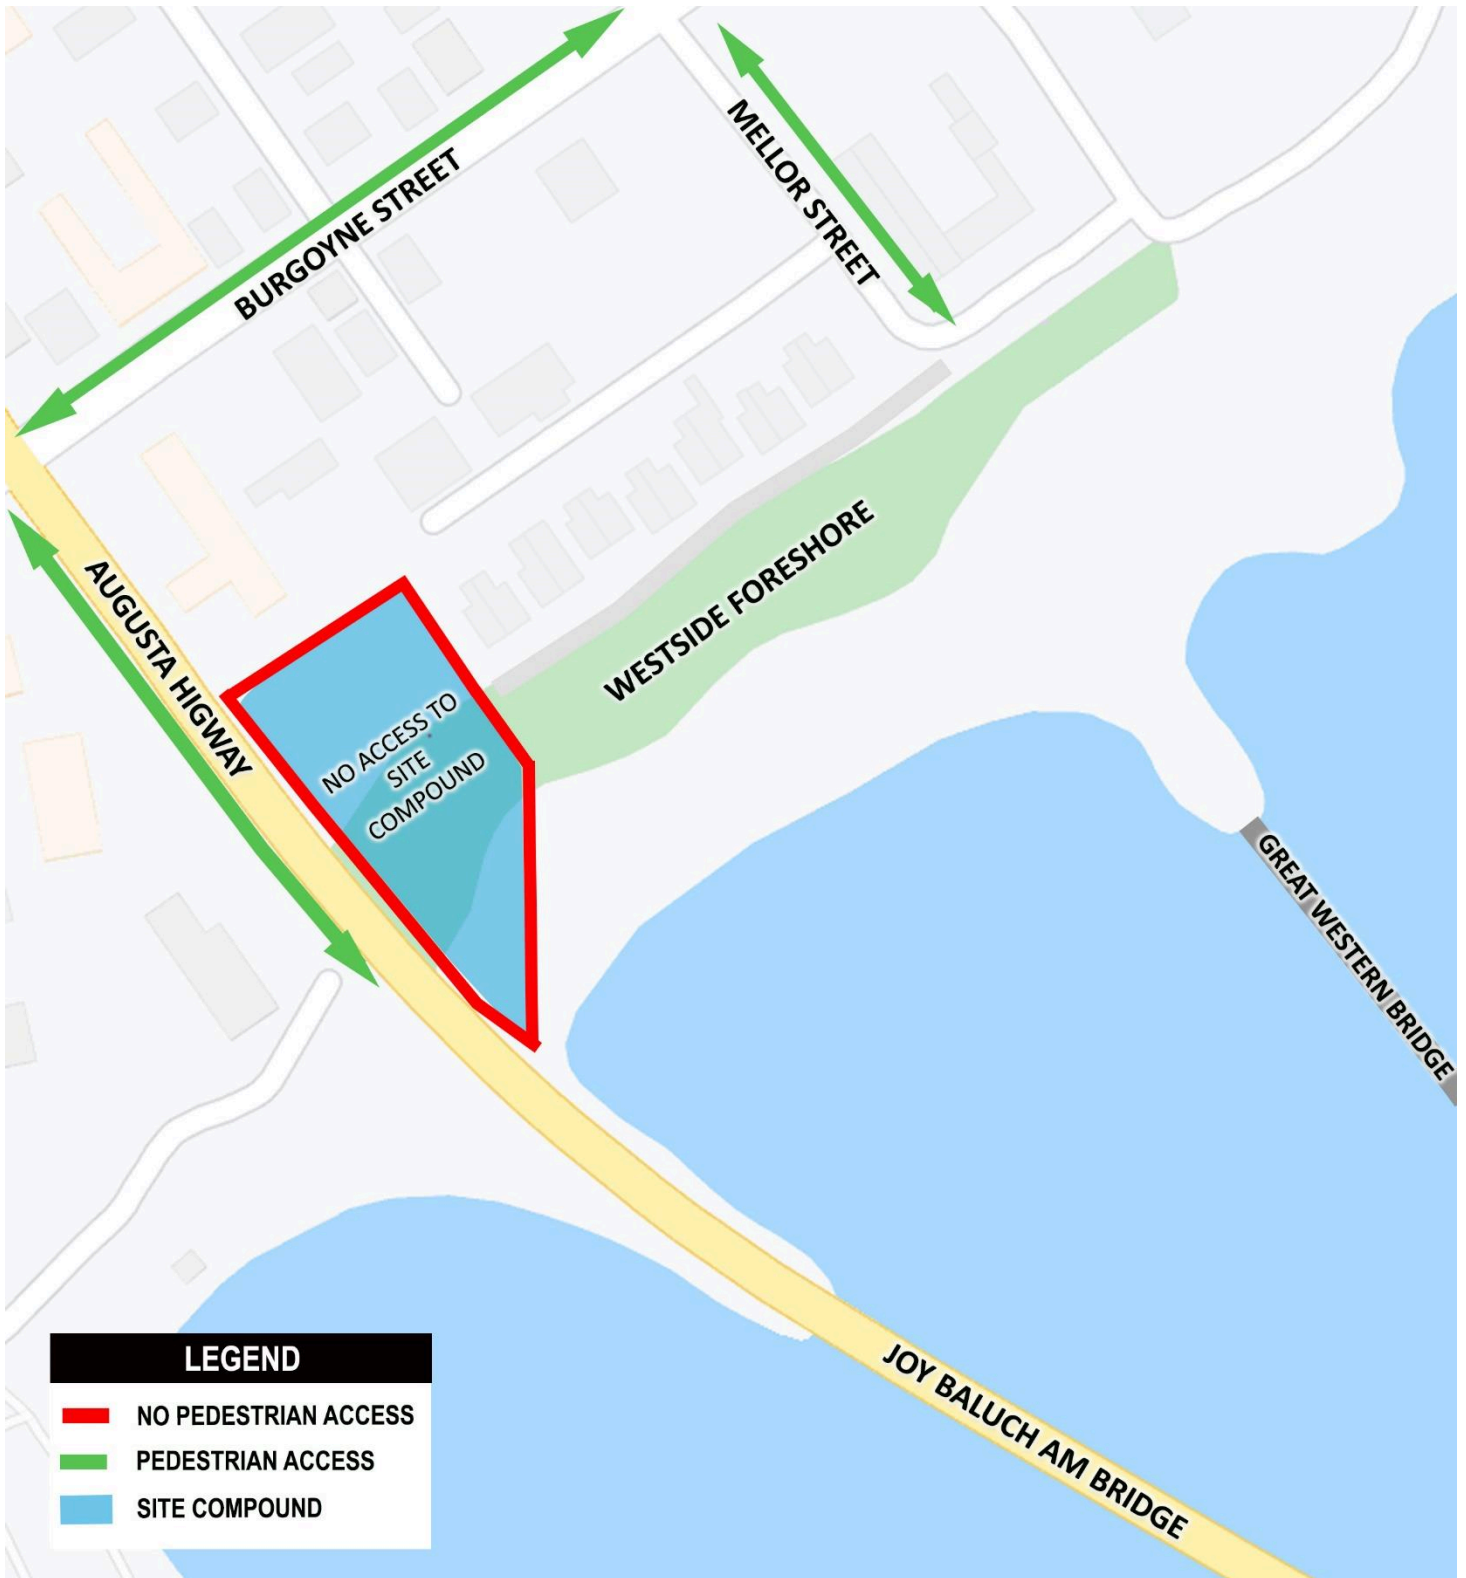 BURGOYNE STREET
MELLOR STREET
WESTSIDE FORESHORE
AUGUSTA HIGWAY
NO ACCESS TO
SITE
COMPOUND
GREAT WESTERN BRIDGE
JOY BALUCH AM BRIDGE
LEGEND
NO PEDESTRIAN ACCESS
PEDESTRIAN ACCESS
SITE COMPOUND